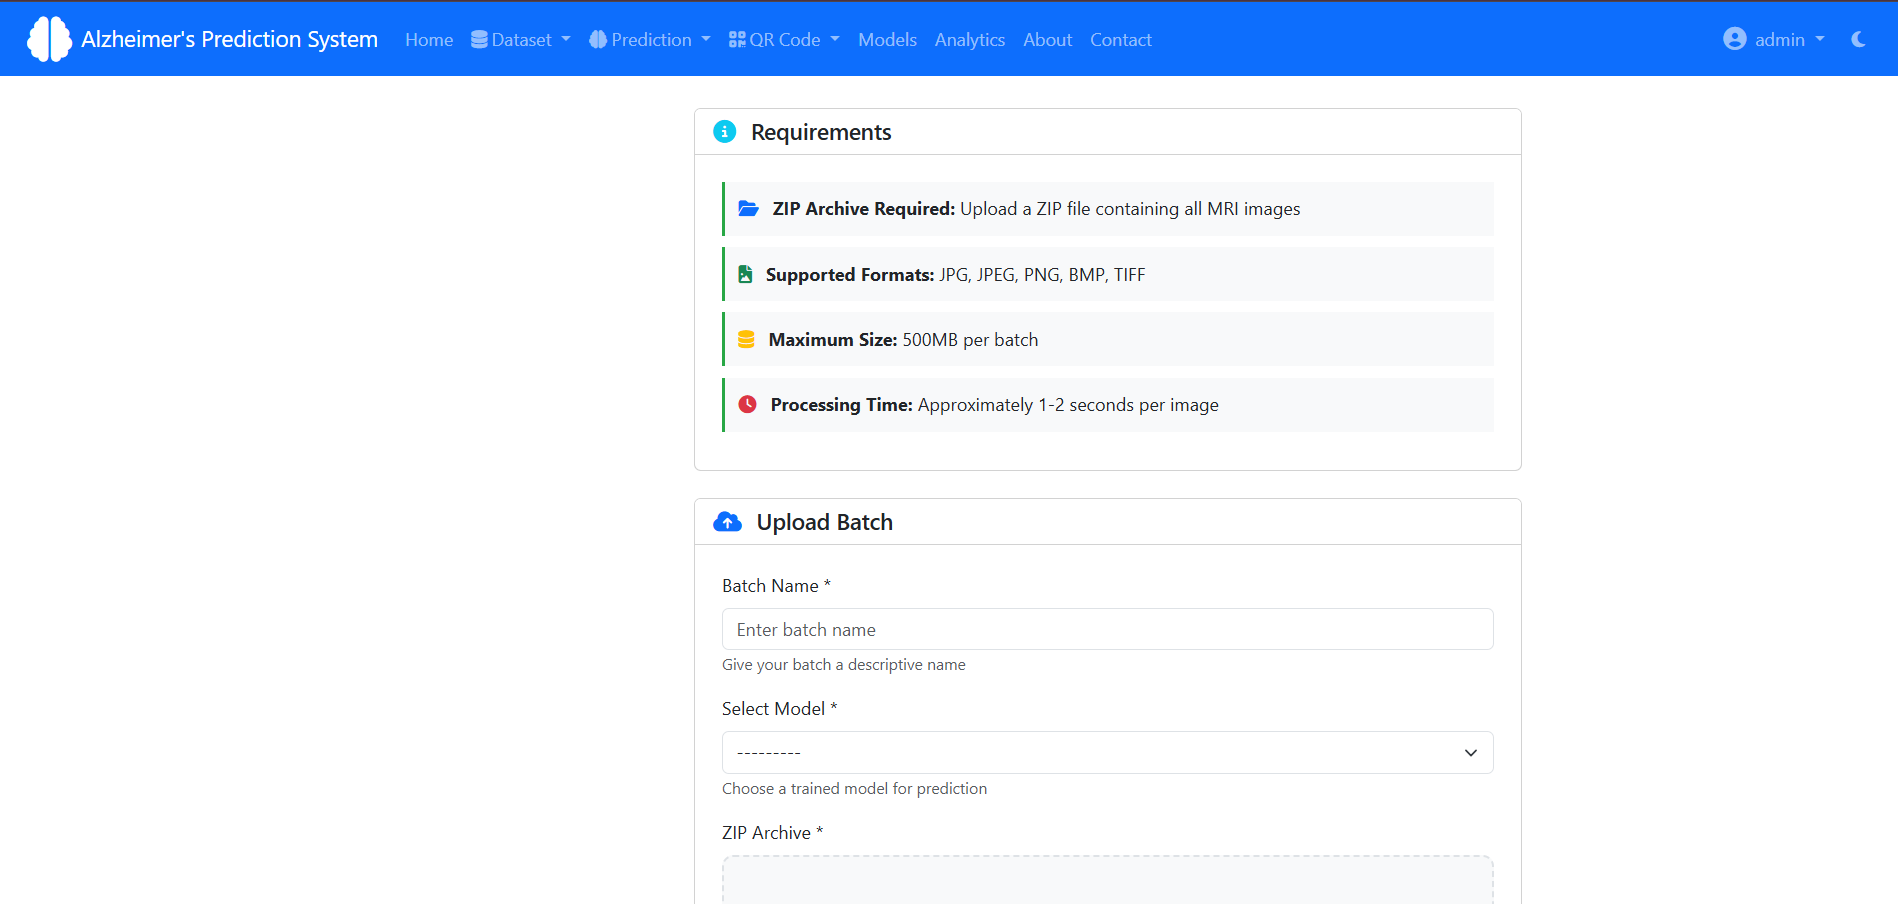 Alzheimer's Prediction System Home Dataset Prediction QR Code Models Analytics About Contact admin
Requirements
ZIP Archive Required: Upload a ZIP file containing all MRI images
Supported Formats: JPG, JPEG, PNG, BMP, TIFF
Maximum Size: 500MB per batch
Processing Time: Approximately 1-2 seconds per image
Upload Batch
Batch Name *
Enter batch name
Give your batch a descriptive name
Select Model *
---------
Choose a trained model for prediction
ZIP Archive *